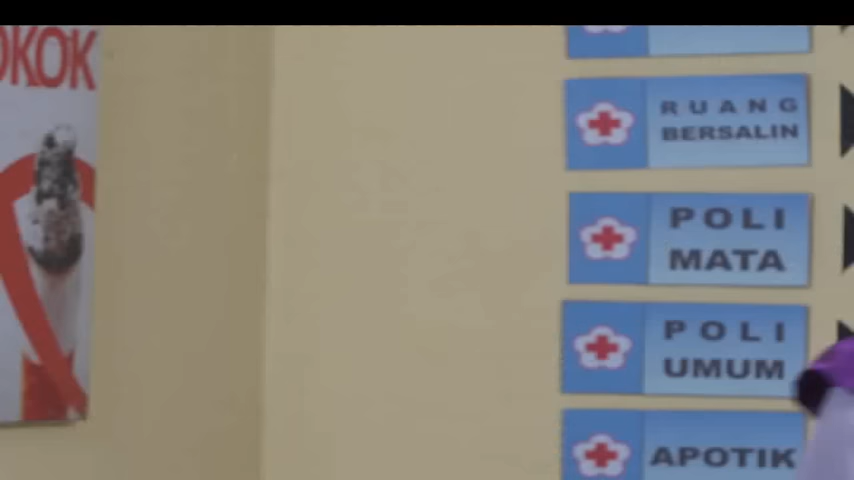 OKOK
RUANG
BERSALIN
POLI
MATA
POLI
UMUM
APOTIK